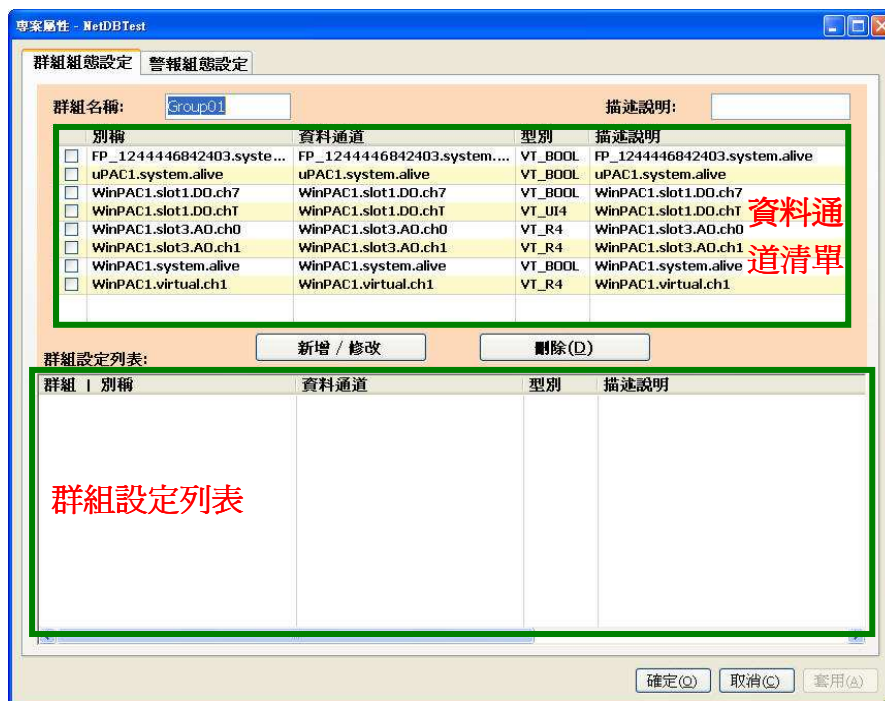 專案屬性 - NetDBTest
群組組態設定 警報組態設定
群組名稱: Group01 描述說明:
別稱 資料通道 型別 描述說明
FP_1244446842403.syste... FP_1244446842403.system.... VT_BOOL FP_1244446842403.system.alive
uPAC1.system.alive uPAC1.system.alive VT_BOOL uPAC1.system.alive
WinPAC1.slot1.DO.ch7 WinPAC1.slot1.DO.ch7 VT_BOOL WinPAC1.slot1.DO.ch7
WinPAC1.slot1.DO.chT WinPAC1.slot1.DO.chT VT_UI4 WinPAC1.slot1.DO.chT
WinPAC1.slot3.AO.ch0 WinPAC1.slot3.AO.ch0 VT_R4 WinPAC1.slot3.AO.ch0
WinPAC1.slot3.AO.ch1 WinPAC1.slot3.AO.ch1 VT_R4 WinPAC1.slot3.AO.ch1
WinPAC1.system.alive WinPAC1.system.alive VT_BOOL WinPAC1.system.alive
WinPAC1.virtual.ch1 WinPAC1.virtual.ch1 VT_R4 WinPAC1.virtual.ch1
資料通
道清單
新增 / 修改 刪除(D)
群組設定列表:
群組 | 別稱 資料通道 型別 描述說明
群組設定列表
確定(O) 取消(C) 套用(A)